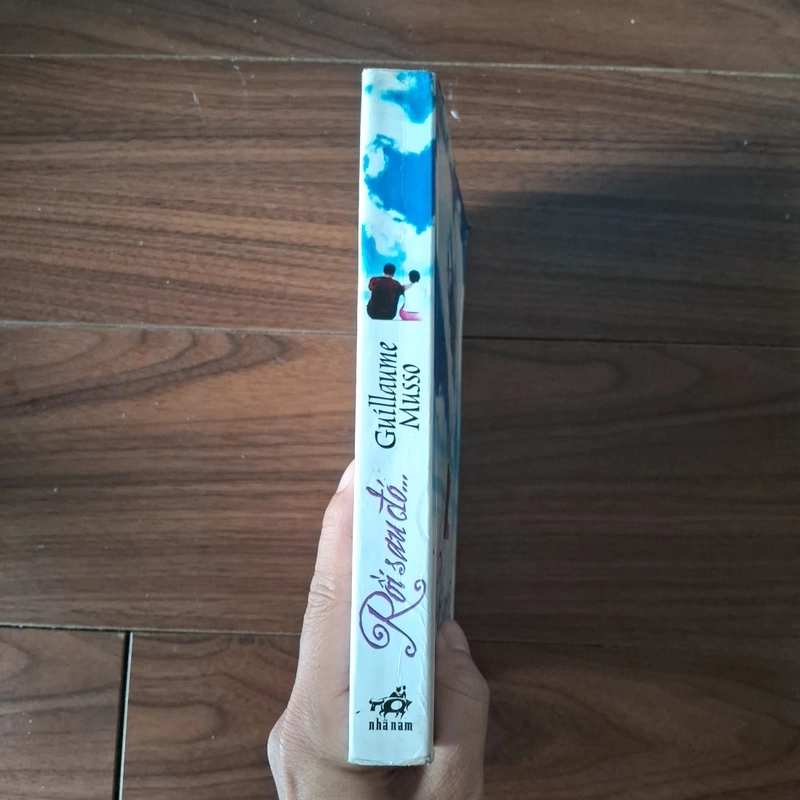 Guillaume
Musso
Rồi sau đó...
nhã nam